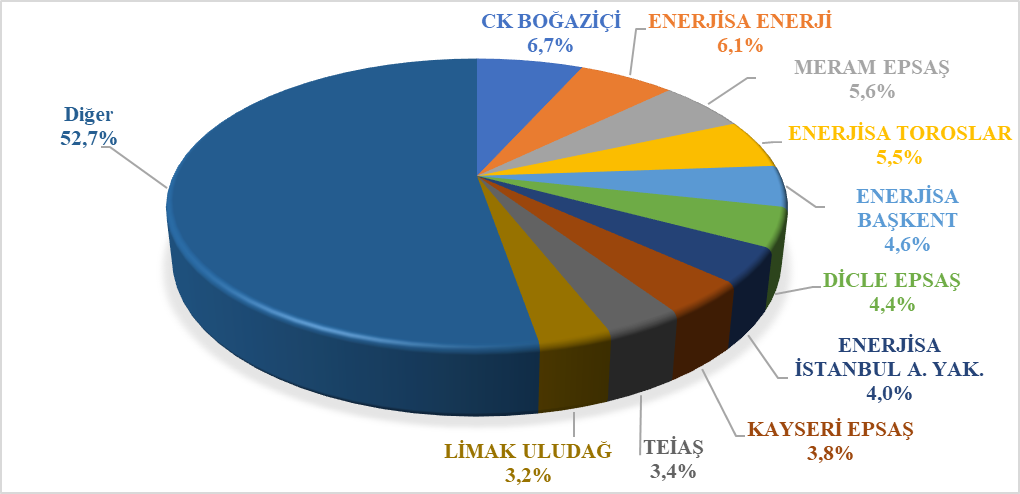 CK BOĞAZİÇİ
6,7%
ENERJİSA ENERJİ
6,1%
MERAM EPSAŞ
5,6%
ENERJİSA TOROSLAR
5,5%
ENERJİSA
BAŞKENT
4,6%
DİCLE EPSAŞ
4,4%
ENERJİSA
İSTANBUL A. YAK.
4,0%
KAYSERİ EPSAŞ
3,8%
TEİAŞ
3,4%
LİMAK ULUDAĞ
3,2%
Diğer
52,7%